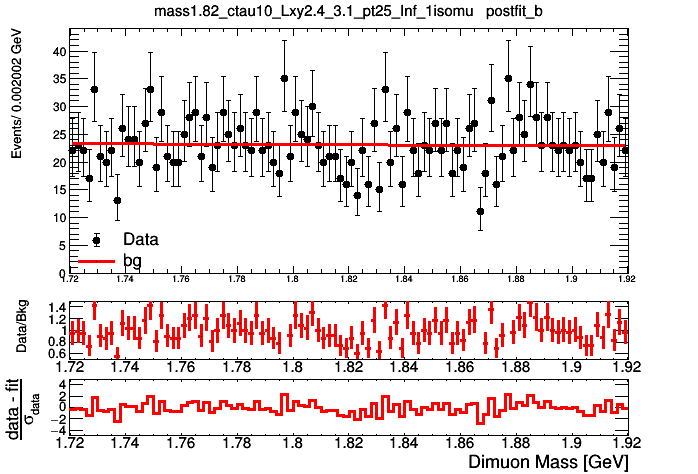 mass1.82_ctau10_Lxy2.4_3.1_pt25_Inf_1isomu postfit_b
Events/ 0.002002 GeV
40
35
30
25
20
15
10
5
0
Data
bg
1.72 1.74 1.76 1.78 1.8 1.82 1.84 1.86 1.88 1.9 1.92
Data/Bkg
1.4
1.2
1
0.8
0.6
1.72 1.74 1.76 1.78 1.8 1.82 1.84 1.86 1.88 1.9 1.92
data - fit
σdata
4
2
0
−2
−4
1.72 1.74 1.76 1.78 1.8 1.82 1.84 1.86 1.88 1.9 1.92
Dimuon Mass [GeV]